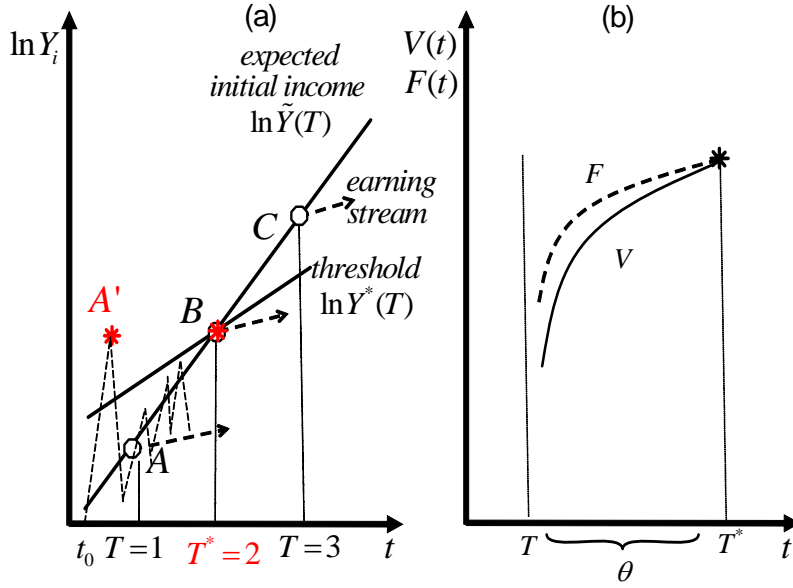 (a)
ln Y_i
expected
initial income
ln Ỹ(T)
earning
stream
C
threshold
ln Y*(T)
A'
B
A
t_0
T = 1
T* = 2
T = 3
t
(b)
V(t)
F(t)
F
V
T
θ
T*
t